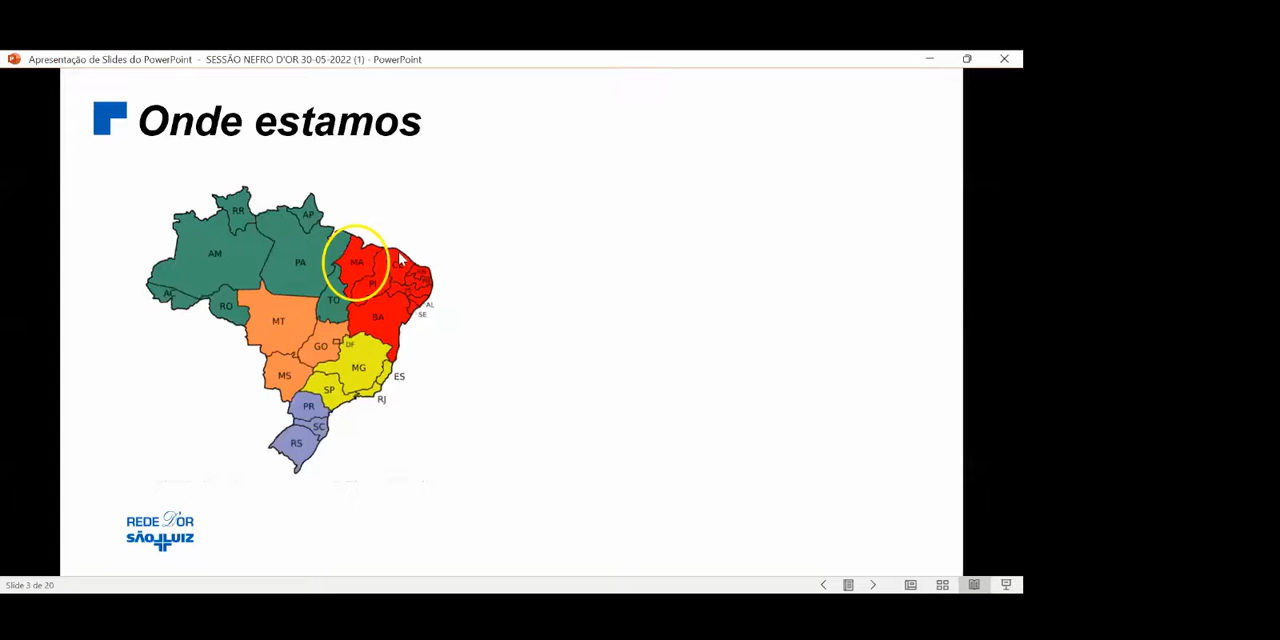 Apresentação de Slides do PowerPoint - SESSÃO NEFRO D'OR 30-05-2022 (1) - PowerPoint
Onde estamos
RR
AP
AM
PA
MA
AC
RO
TO
PI
AL
SE
MT
BA
GO
DF
MG
MS
ES
SP
RJ
PR
SC
RS
REDE D'OR
SÃO LUIZ
Slide 3 de 20